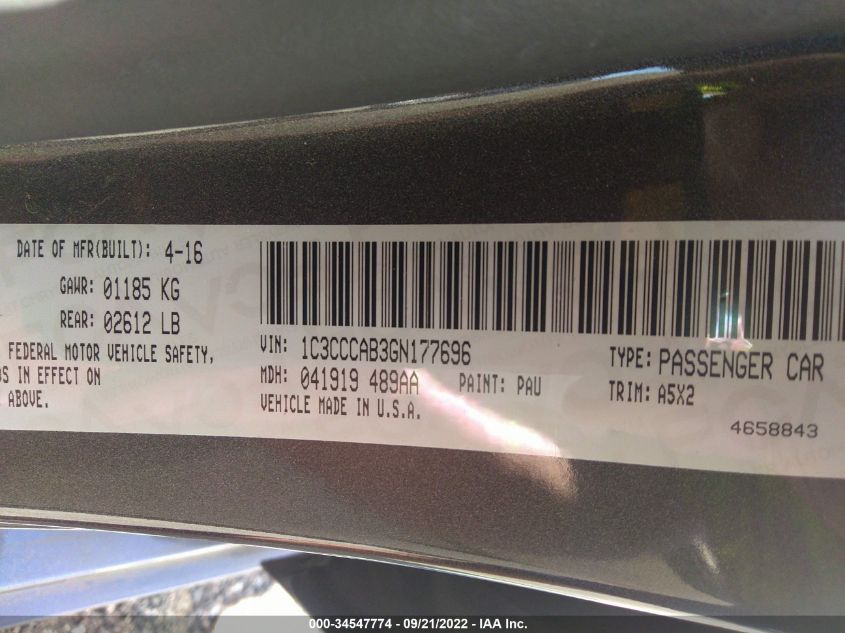 DATE OF MFR(BUILT): 4-16
GAWR: 01185 KG
REAR: 02612 LB
FEDERAL MOTOR VEHICLE SAFETY,
IN EFFECT ON
ABOVE.
VIN: 1C3CCCAB3GN177696
MDH: 041919 489AA PAINT: PAU
VEHICLE MADE IN U.S.A.
TYPE: PASSENGER CAR
TRIM: A5X2
4658843
000-34547774 - 09/21/2022 - IAA Inc.